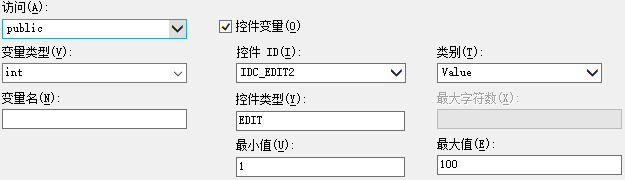 访问(A):
public
控件变量(O)
变量类型(V):
控件 ID(I):
类别(T):
int
IDC_EDIT2
Value
变量名(N):
控件类型(Y):
最大字符数(X):
EDIT
最小值(U):
最大值(E):
1
100